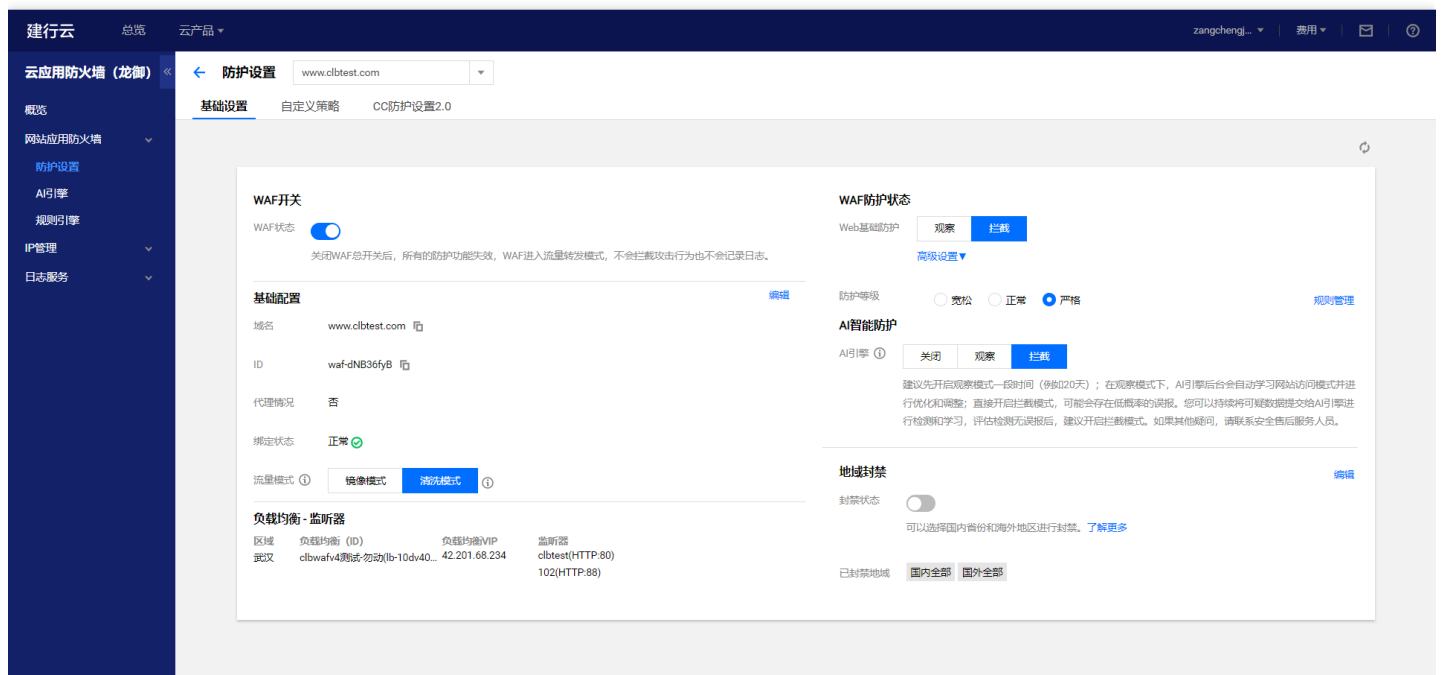 建行云 总览 云产品 zangchengj... 费用
云应用防火墙（龙御）
概览
网站应用防火墙
防护设置
AI引擎
规则引擎
IP管理
日志服务
防护设置 www.clbtest.com
基础设置 自定义策略 CC防护设置2.0
WAF开关
WAF状态
关闭WAF总开关后，所有的防护功能失效，WAF进入流量转发模式，不会拦截攻击行为也不会记录日志。
基础配置 编辑
域名 www.clbtest.com
ID waf-dNB36fyB
代理情况 否
绑定状态 正常
流量模式 镜像模式 清洗模式
负载均衡 - 监听器
区域 负载均衡（ID） 负载均衡VIP 监听器
武汉 clbwafv4测试-勿动(lb-10dv40... 42.201.68.234 clbtest(HTTP:80)
102(HTTP:88)
WAF防护状态
Web基础防护 观察 拦截
高级设置▼
防护等级 宽松 正常 严格 规则管理
AI智能防护
AI引擎 关闭 观察 拦截
建议先开启观察模式一段时间（例如20天）；在观察模式下，AI引擎后台会自动学习网站访问模式并进
行优化和调整；直接开启拦截模式，可能会存在低概率的误报。您可以持续将可疑数据提交给AI引擎进
行检测和学习，评估检测无误报后，建议开启拦截模式。如果其他疑问，请联系安全售后服务人员。
地域封禁 编辑
封禁状态
可以选择国内省份和海外地区进行封禁。了解更多
已封禁地域 国内全部 国外全部